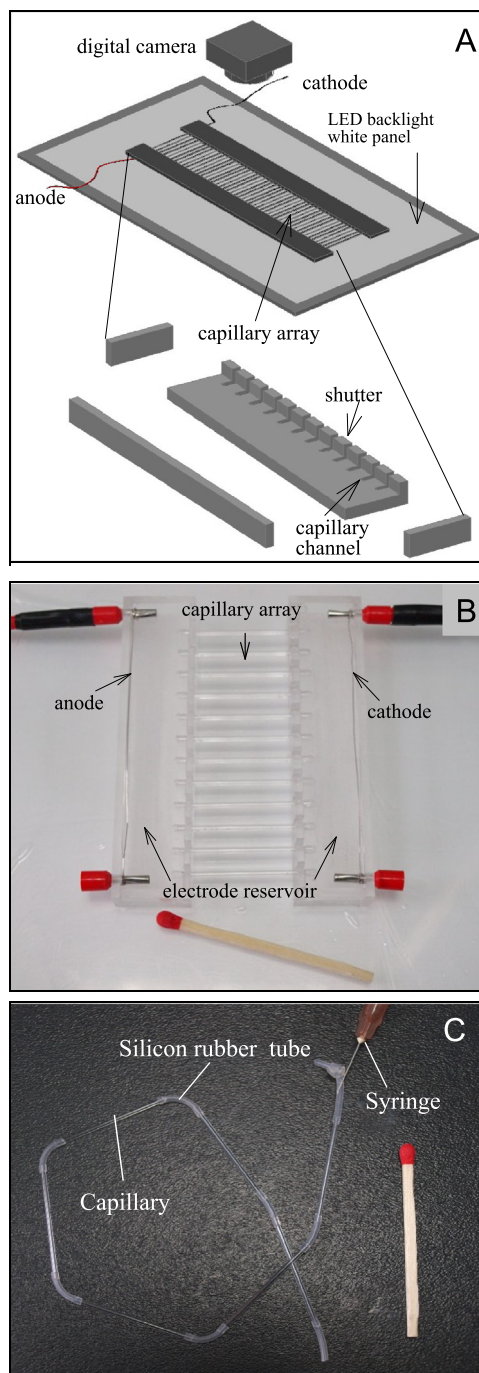 A
digital camera
cathode
LED backlight
white panel
anode
capillary array
shutter
capillary
channel
B
capillary array
anode
cathode
electrode reservoir
C
Silicon rubber tube
Syringe
Capillary